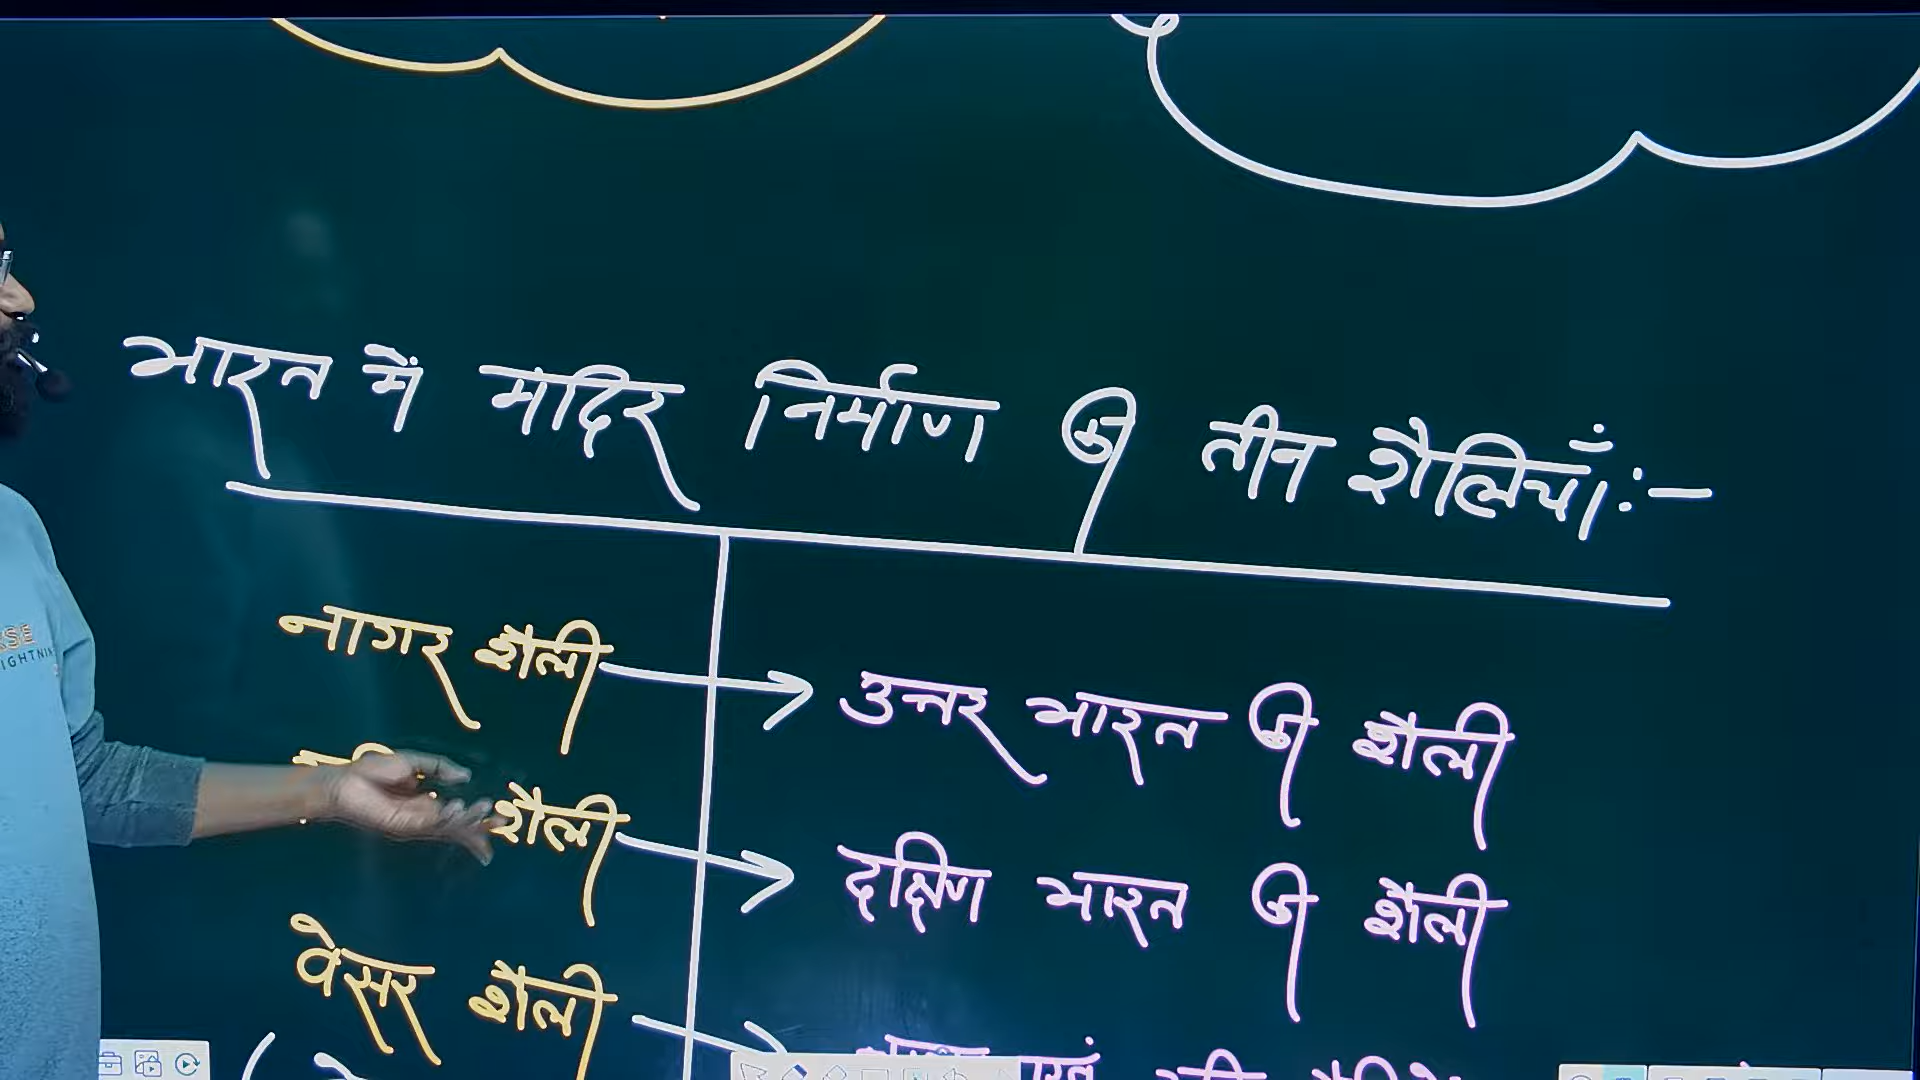 भारत में मंदिर निर्माण की तीन शैलियाँ:-
नागर शैली → उत्तर भारत की शैली
शैली → दक्षिण भारत की शैली
वेसर शैली →